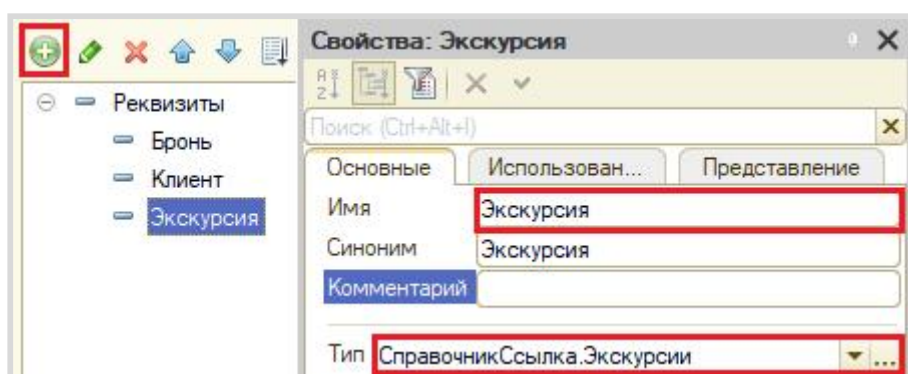 Свойства: Экскурсия
Реквизиты
Бронь
Клиент
Экскурсия
Поиск (Ctrl+Alt+I)
Основные Использован... Представление
Имя Экскурсия
Синоним Экскурсия
Комментарий
Тип СправочникСсылка.Экскурсии ...